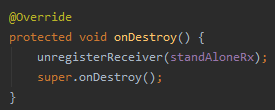 @Override
protected void onDestroy() {
    unregisterReceiver(standAloneRx);
    super.onDestroy();
}